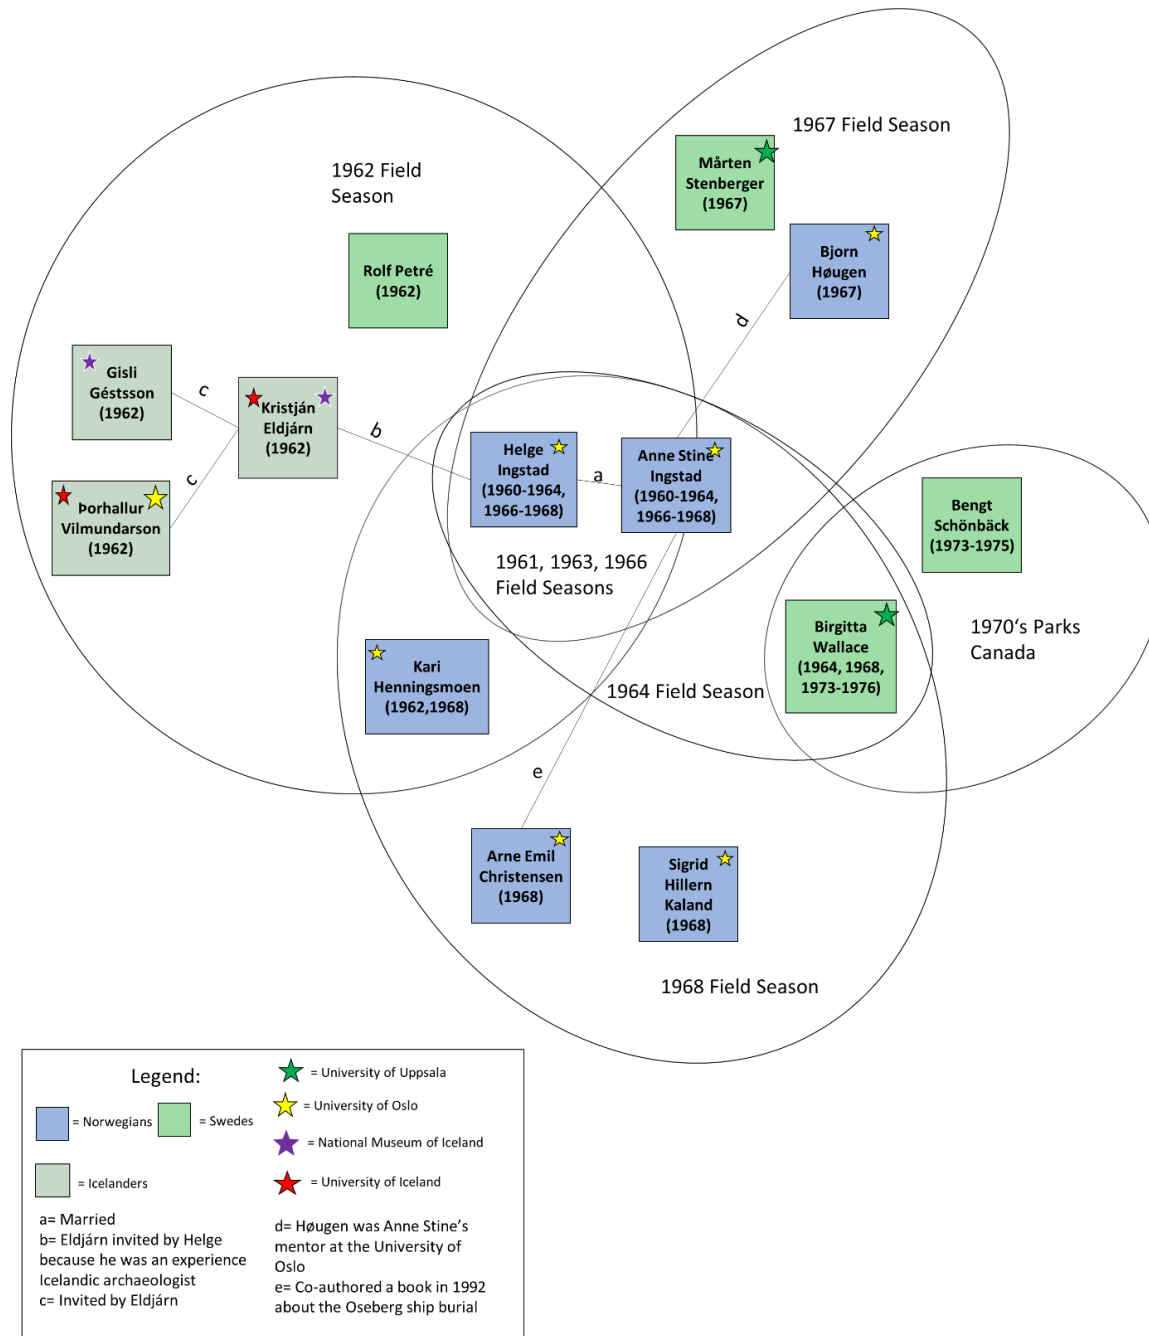 1967 Field Season
Mårten
Stenberger
(1967)
1962 Field
Season
Bjorn
Høugen
(1967)
Rolf Petré
(1962)
d
Gisli
Géstsson
(1962)
c
Kristján
Eldjárn
(1962)
b
Helge
Ingstad
(1960-1964,
1966-1968)
a
Anne Stine
Ingstad
(1960-1964,
1966-1968)
c
Þorhallur
Vilmundarson
(1962)
Bengt
Schönbäck
(1973-1975)
1961, 1963, 1966
Field Seasons
Birgitta
Wallace
(1964, 1968,
1973-1976)
1970‘s Parks
Canada
Kari
Henningsmoen
(1962,1968)
1964 Field Season
e
Arne Emil
Christensen
(1968)
Sigrid
Hillern
Kaland
(1968)
1968 Field Season
Legend:
= Norwegians
= Swedes
= Icelanders
= University of Uppsala
= University of Oslo
= National Museum of Iceland
= University of Iceland
a= Married
b= Eldjárn invited by Helge
because he was an experience
Icelandic archaeologist
c= Invited by Eldjárn
d= Høugen was Anne Stine’s
mentor at the University of
Oslo
e= Co-authored a book in 1992
about the Oseberg ship burial